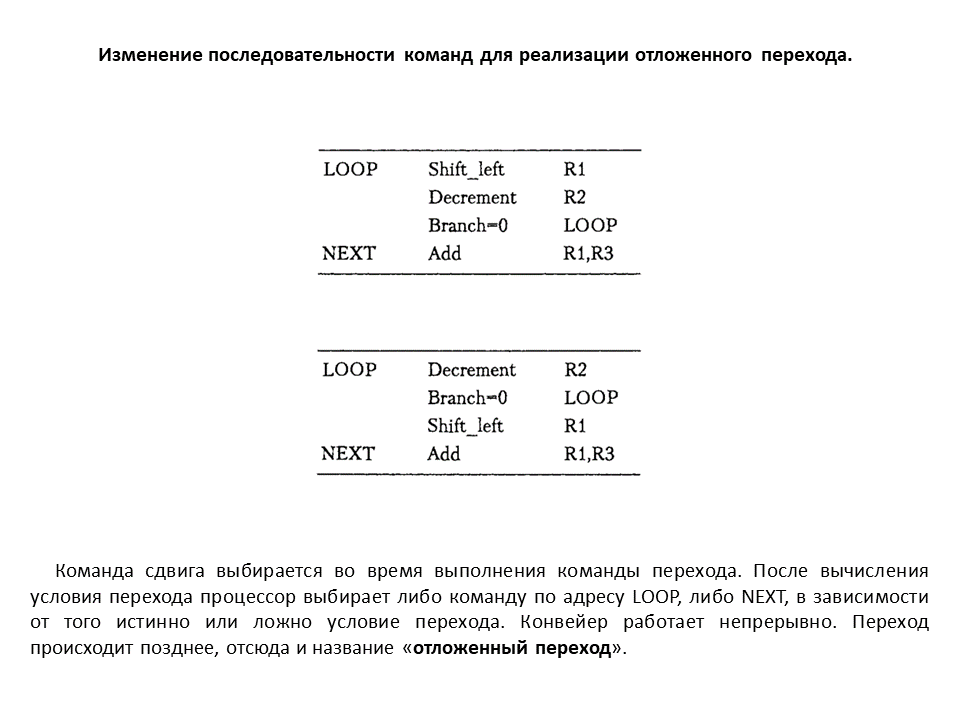 Изменение последовательности команд для реализации отложенного перехода.
LOOP Shift_left R1
Decrement R2
Branch=0 LOOP
NEXT Add R1,R3
LOOP Decrement R2
Branch=0 LOOP
Shift_left R1
NEXT Add R1,R3
Команда сдвига выбирается во время выполнения команды перехода. После вычисления
условия перехода процессор выбирает либо команду по адресу LOOP, либо NEXT, в зависимости
от того истинно или ложно условие перехода. Конвейер работает непрерывно. Переход
происходит позднее, отсюда и название «отложенный переход».